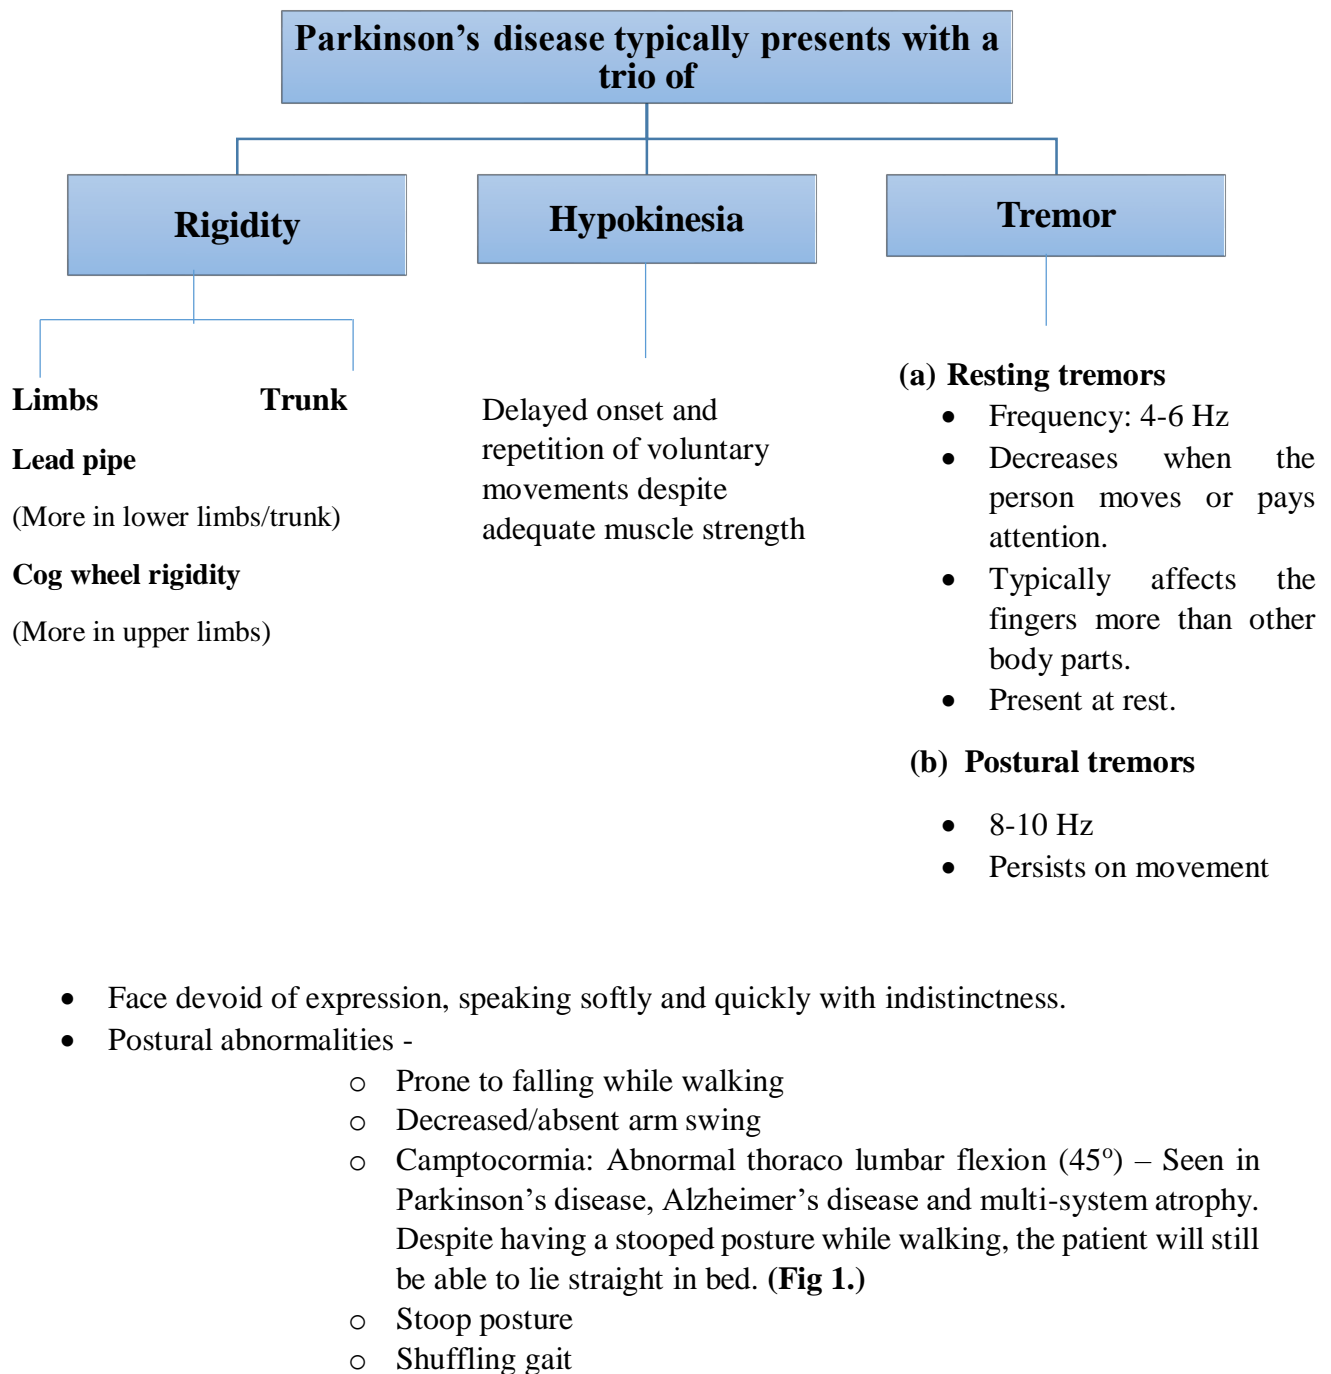 Parkinson’s disease typically presents with a
trio of
Rigidity
Hypokinesia
Tremor
Limbs
Trunk
Lead pipe
(More in lower limbs/trunk)
Cog wheel rigidity
(More in upper limbs)
Delayed onset and
repetition of voluntary
movements despite
adequate muscle strength
(a) Resting tremors
• Frequency: 4-6 Hz
• Decreases when the
person moves or pays
attention.
• Typically affects the
fingers more than other
body parts.
• Present at rest.
(b) Postural tremors
• 8-10 Hz
• Persists on movement
• Face devoid of expression, speaking softly and quickly with indistinctness.
• Postural abnormalities -
o Prone to falling while walking
o Decreased/absent arm swing
o Camptocormia: Abnormal thoraco lumbar flexion (45º) – Seen in
Parkinson’s disease, Alzheimer’s disease and multi-system atrophy.
Despite having a stooped posture while walking, the patient will still
be able to lie straight in bed. (Fig 1.)
o Stoop posture
o Shuffling gait